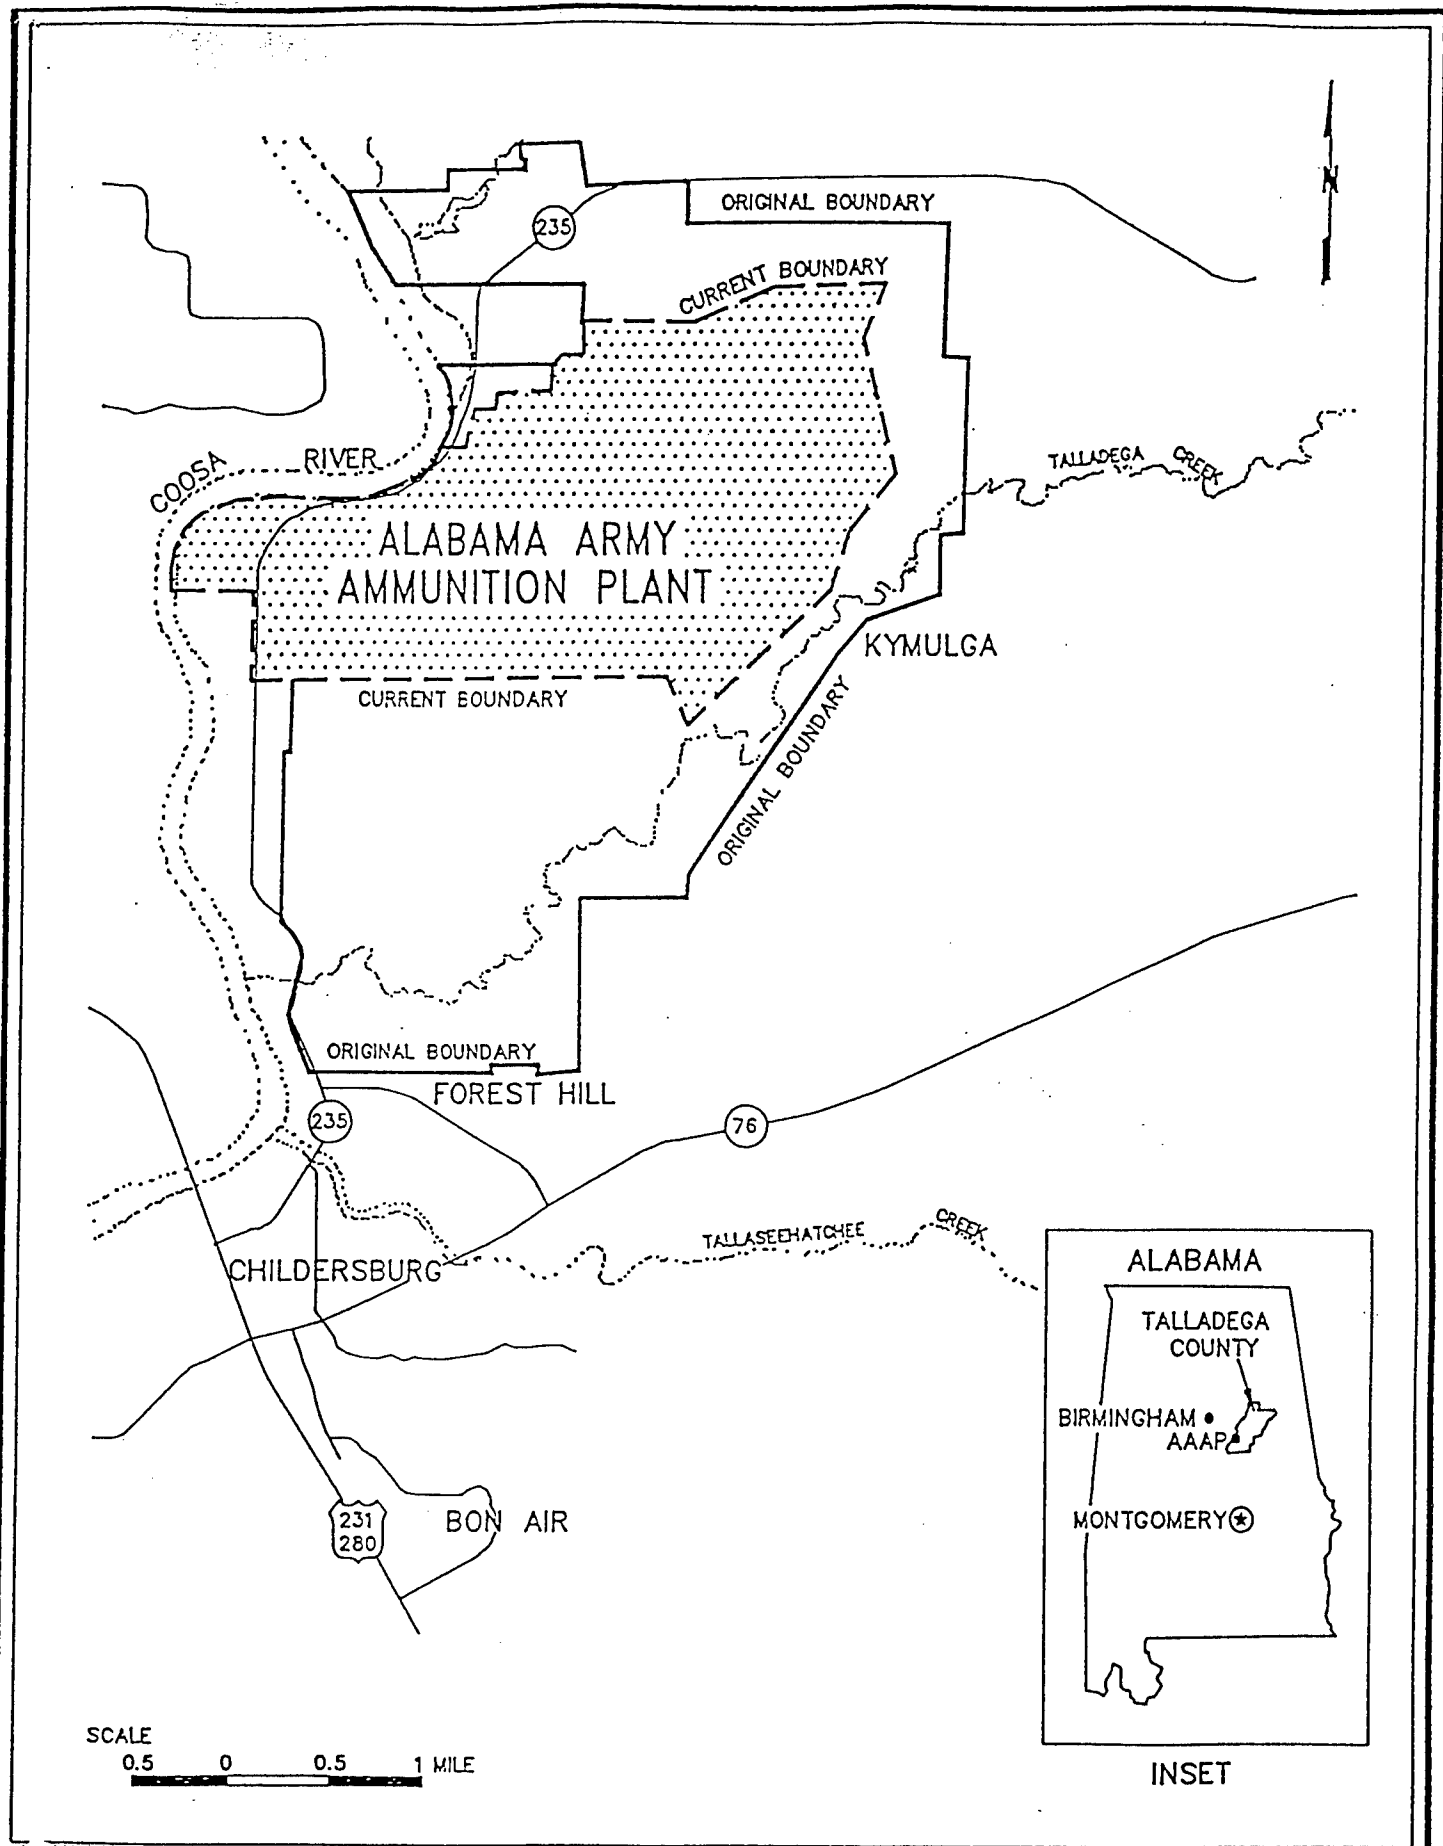 N
ORIGINAL BOUNDARY
235
CURRENT BOUNDARY
COOSA RIVER
TALLADEGA CREEK
ALABAMA ARMY
AMMUNITION PLANT
KYMULGA
CURRENT BOUNDARY
ORIGINAL BOUNDARY
ORIGINAL BOUNDARY
FOREST HILL
235
76
TALLASEEHATCHEE CREEK
CHILDERSBURG
231
280
BON AIR
ALABAMA
TALLADEGA
COUNTY
BIRMINGHAM
AAAP
MONTGOMERY
INSET
SCALE
0.5 0 0.5 1 MILE